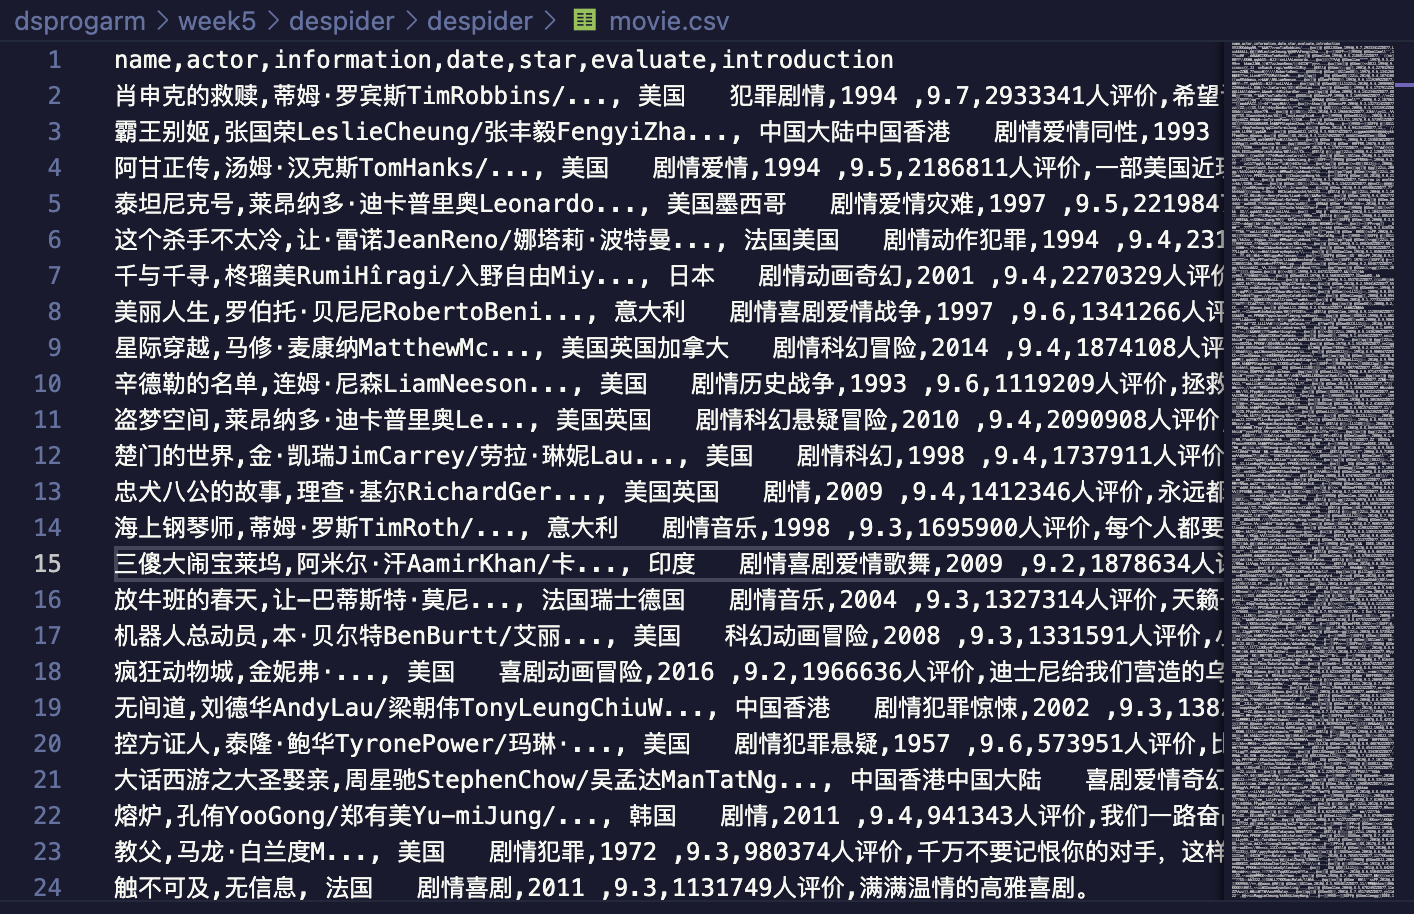 dsprogarm > week5 > despider > despider > movie.csv
1 name,actor,information,date,star,evaluate,introduction
2 肖申克的救赎,蒂姆·罗宾斯TimRobbins/..., 美国   犯罪剧情,1994 ,9.7,2933341人评价,希望
3 霸王别姬,张国荣LeslieCheung/张丰毅FengyiZha..., 中国大陆中国香港   剧情爱情同性,1993
4 阿甘正传,汤姆·汉克斯TomHanks/..., 美国   剧情爱情,1994 ,9.5,2186811人评价,一部美国近
5 泰坦尼克号,莱昂纳多·迪卡普里奥Leonardo..., 美国墨西哥   剧情爱情灾难,1997 ,9.5,221984
6 这个杀手不太冷,让·雷诺JeanReno/娜塔莉·波特曼..., 法国美国   剧情动作犯罪,1994 ,9.4,231
7 千与千寻,柊瑠美RumiHîragi/入野自由Miy..., 日本   剧情动画奇幻,2001 ,9.4,2270329人评价
8 美丽人生,罗伯托·贝尼尼RobertoBeni..., 意大利   剧情喜剧爱情战争,1997 ,9.6,1341266人评
9 星际穿越,马修·麦康纳MatthewMc..., 美国英国加拿大   剧情科幻冒险,2014 ,9.4,1874108人评
10 辛德勒的名单,连姆·尼森LiamNeeson..., 美国   剧情历史战争,1993 ,9.6,1119209人评价,拯救
11 盗梦空间,莱昂纳多·迪卡普里奥Le..., 美国英国   剧情科幻悬疑冒险,2010 ,9.4,2090908人评价,
12 楚门的世界,金·凯瑞JimCarrey/劳拉·琳妮Lau..., 美国   剧情科幻,1998 ,9.4,1737911人评价
13 忠犬八公的故事,理查·基尔RichardGer..., 美国英国   剧情,2009 ,9.4,1412346人评价,永远都
14 海上钢琴师,蒂姆·罗斯TimRoth/..., 意大利   剧情音乐,1998 ,9.3,1695900人评价,每个人都要
15 三傻大闹宝莱坞,阿米尔·汗AamirKhan/卡..., 印度   剧情喜剧爱情歌舞,2009 ,9.2,1878634人评
16 放牛班的春天,让-巴蒂斯特·莫尼..., 法国瑞士德国   剧情音乐,2004 ,9.3,1327314人评价,天籁
17 机器人总动员,本·贝尔特BenBurtt/艾丽..., 美国   科幻动画冒险,2008 ,9.3,1331591人评价,小
18 疯狂动物城,金妮弗·..., 美国   喜剧动画冒险,2016 ,9.2,1966636人评价,迪士尼给我们营造的乌
19 无间道,刘德华AndyLau/梁朝伟TonyLeungChiuW..., 中国香港   剧情犯罪惊悚,2002 ,9.3,138
20 控方证人,泰隆·鲍华TyronePower/玛琳·..., 美国   剧情犯罪悬疑,1957 ,9.6,573951人评价,比
21 大话西游之大圣娶亲,周星驰StephenChow/吴孟达ManTatNg..., 中国香港中国大陆   喜剧爱情奇幻
22 熔炉,孔侑YooGong/郑有美Yu-miJung/..., 韩国   剧情,2011 ,9.4,941343人评价,我们一路奋
23 教父,马龙·白兰度M..., 美国   剧情犯罪,1972 ,9.3,980374人评价,千万不要记恨你的对手，这样
24 触不可及,无信息, 法国   剧情喜剧,2011 ,9.3,1131749人评价,满满温情的高雅喜剧。